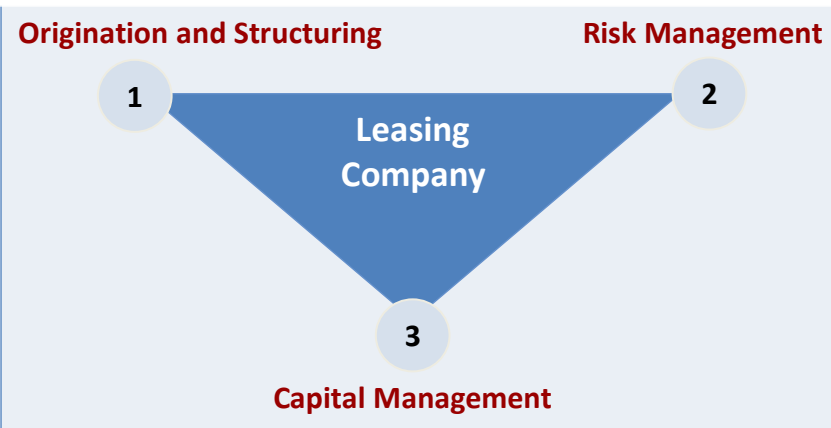 Origination and Structuring
Risk Management
1
2
Leasing
Company
3
Capital Management